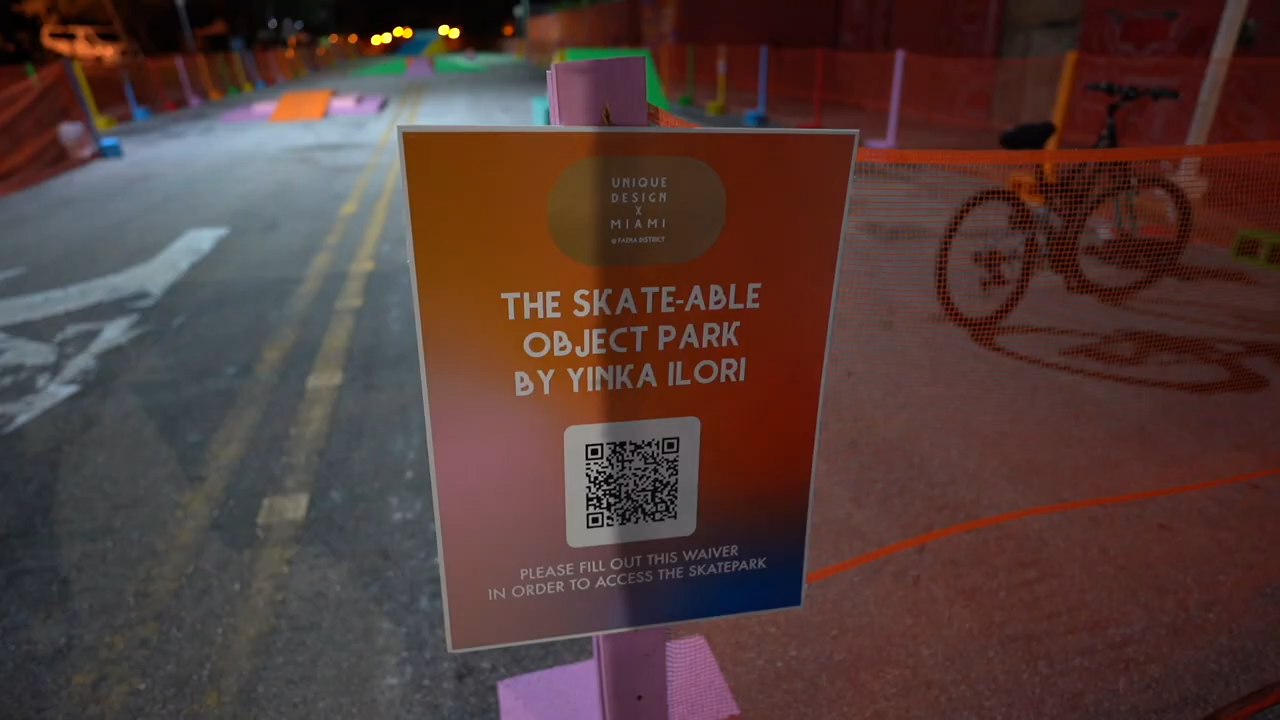 UNIQUE
DESIGN
X
MIAMI
@ FAENA DISTRICT
THE SKATE-ABLE
OBJECT PARK
BY YINKA ILORI
PLEASE FILL OUT THIS WAIVER
IN ORDER TO ACCESS THE SKATEPARK